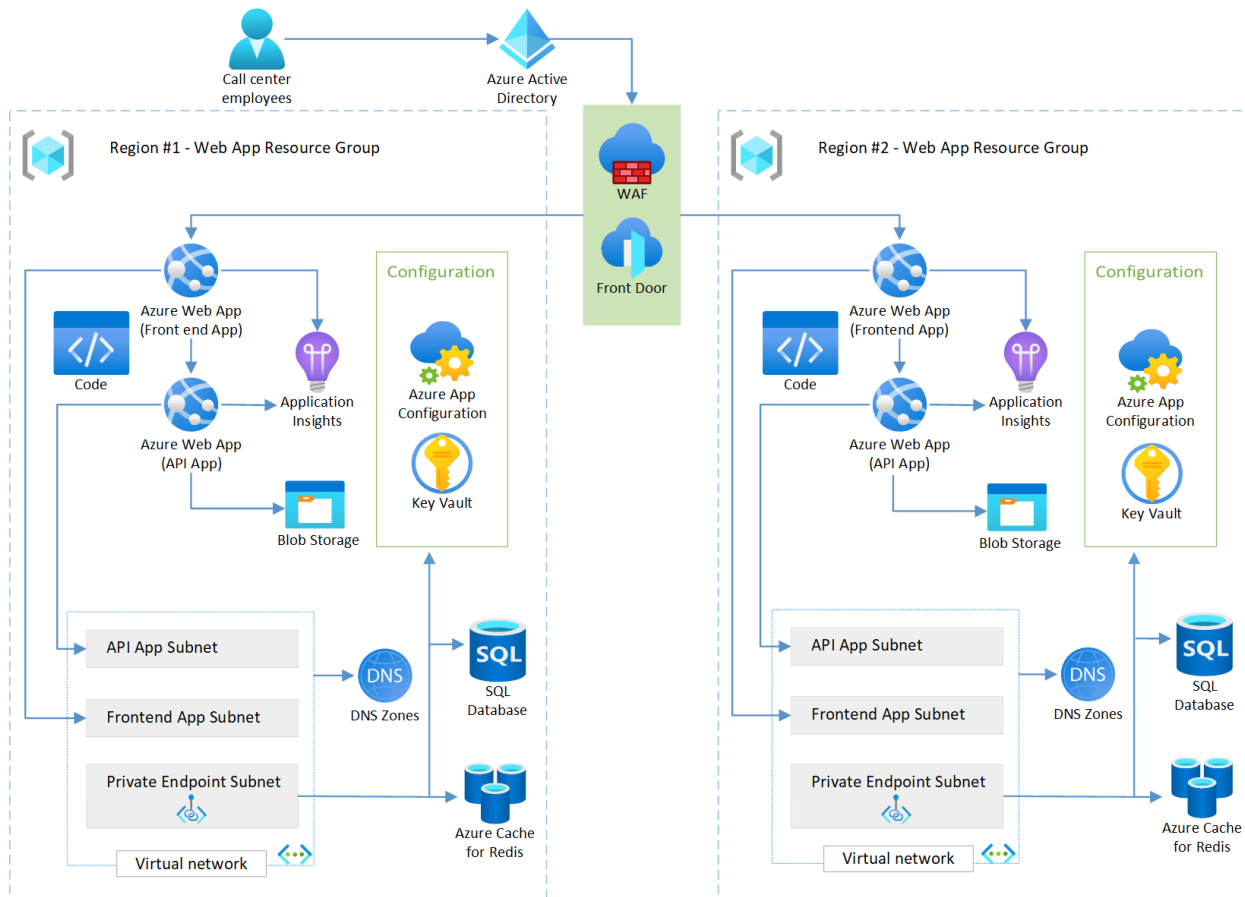 Call center
employees
Azure Active
Directory
Region #1 - Web App Resource Group
WAF
Front Door
Region #2 - Web App Resource Group
Azure Web App
(Front end App)
Code
Azure Web App
(API App)
Application
Insights
Blob Storage
Configuration
Azure App
Configuration
Key Vault
API App Subnet
Frontend App Subnet
Private Endpoint Subnet
Virtual network
DNS
DNS Zones
SQL
SQL
Database
Azure Cache
for Redis
Azure Web App
(Frontend App)
Code
Azure Web App
(API App)
Application
Insights
Blob Storage
Configuration
Azure App
Configuration
Key Vault
API App Subnet
Frontend App Subnet
Private Endpoint Subnet
Virtual network
DNS
DNS Zones
SQL
SQL
Database
Azure Cache
for Redis